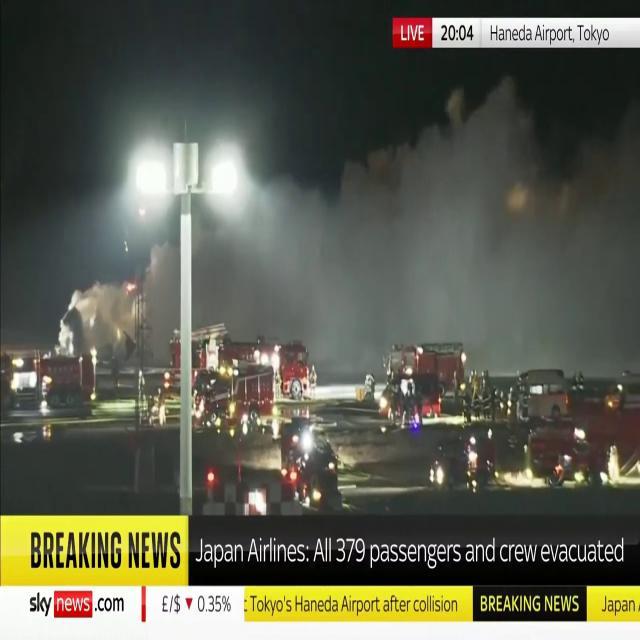 LIVE 20:04 Haneda Airport, Tokyo
BREAKING NEWS Japan Airlines: All 379 passengers and crew evacuated
sky news.com £/$ ▼ 0.35% Tokyo's Haneda Airport after collision BREAKING NEWS Japan